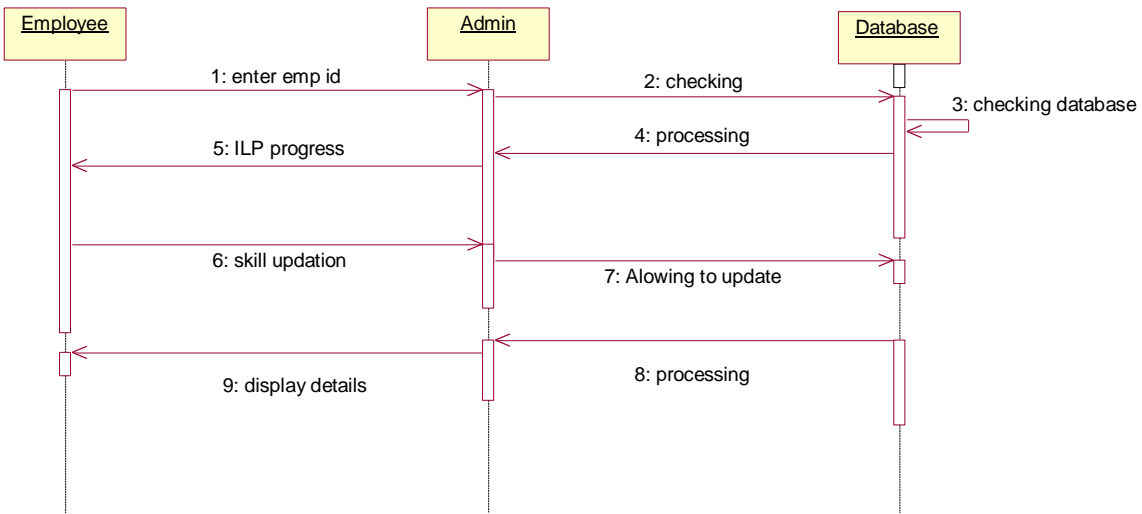 Employee
Admin
Database
1: enter emp id
2: checking
3: checking database
4: processing
5: ILP progress
6: skill updation
7: Alowing to update
8: processing
9: display details